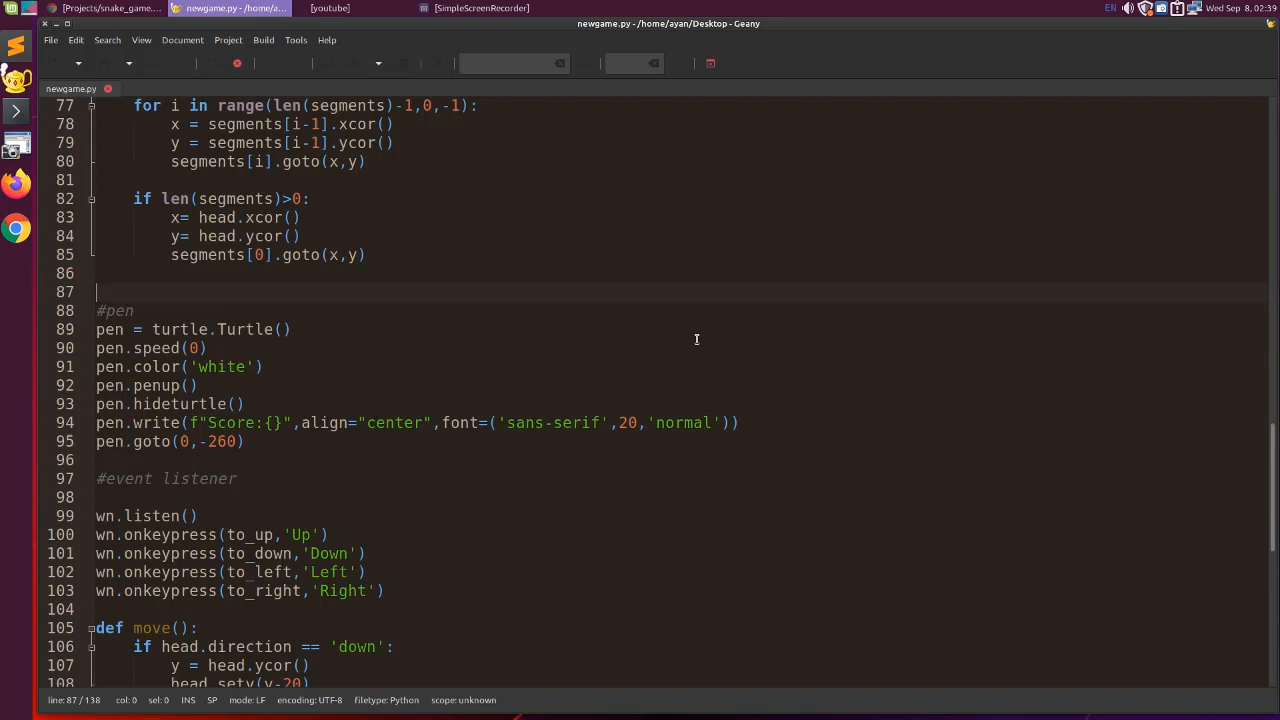 [Projects/snake_game....
newgame.py - /home/a...
[youtube]
[SimpleScreenRecorder]
EN
Wed Sep 8, 02:39
newgame.py - /home/ayan/Desktop - Geany
File Edit Search View Document Project Build Tools Help
newgame.py
77 for i in range(len(segments)-1,0,-1):
78 x = segments[i-1].xcor()
79 y = segments[i-1].ycor()
80 segments[i].goto(x,y)
81
82 if len(segments)>0:
83 x= head.xcor()
84 y= head.ycor()
85 segments[0].goto(x,y)
86
87
88 #pen
89 pen = turtle.Turtle()
90 pen.speed(0)
91 pen.color('white')
92 pen.penup()
93 pen.hideturtle()
94 pen.write(f"Score:{}",align="center",font=('sans-serif',20,'normal'))
95 pen.goto(0,-260)
96
97 #event listener
98
99 wn.listen()
100 wn.onkeypress(to_up,'Up')
101 wn.onkeypress(to_down,'Down')
102 wn.onkeypress(to_left,'Left')
103 wn.onkeypress(to_right,'Right')
104
105 def move():
106 if head.direction == 'down':
107 y = head.ycor()
108 head.sety(y-20)
line: 87 / 138 col: 0 sel: 0 INS SP mode: LF encoding: UTF-8 filetype: Python scope: unknown